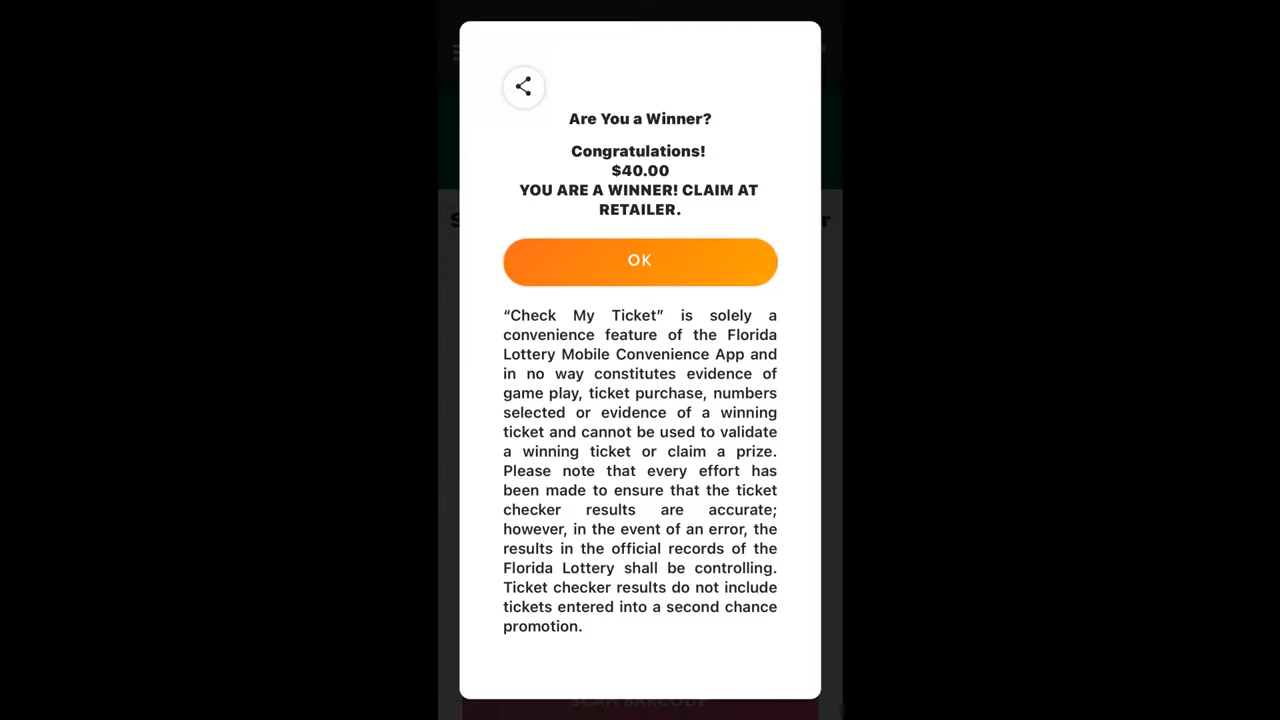 Are You a Winner?
Congratulations!
$40.00
YOU ARE A WINNER! CLAIM AT
RETAILER.
OK
“Check My Ticket” is solely a
convenience feature of the Florida
Lottery Mobile Convenience App and
in no way constitutes evidence of
game play, ticket purchase, numbers
selected or evidence of a winning
ticket and cannot be used to validate
a winning ticket or claim a prize.
Please note that every effort has
been made to ensure that the ticket
checker results are accurate;
however, in the event of an error, the
results in the official records of the
Florida Lottery shall be controlling.
Ticket checker results do not include
tickets entered into a second chance
promotion.
SCAN BARCODE